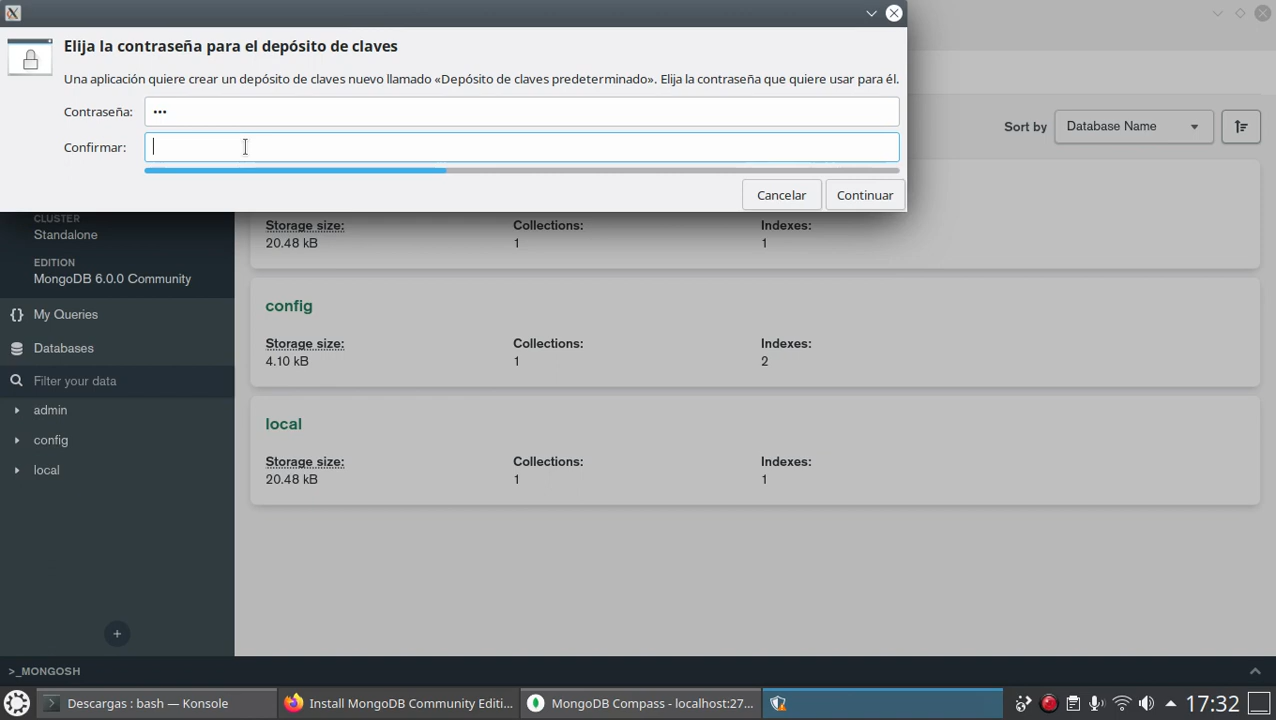 Elija la contraseña para el depósito de claves
Una aplicación quiere crear un depósito de claves nuevo llamado «Depósito de claves predeterminado». Elija la contraseña que quiere usar para él.
Contraseña: •••
Confirmar:
Cancelar
Continuar
Sort by
Database Name
CLUSTER
Standalone
EDITION
MongoDB 6.0.0 Community
{} My Queries
Databases
Filter your data
admin
config
local
+
Storage size: Collections: Indexes:
20.48 kB 1 1
config
Storage size: Collections: Indexes:
4.10 kB 1 2
local
Storage size: Collections: Indexes:
20.48 kB 1 1
>_MONGOSH
Descargas : bash — Konsole
Install MongoDB Community Editi...
MongoDB Compass - localhost:27...
17:32